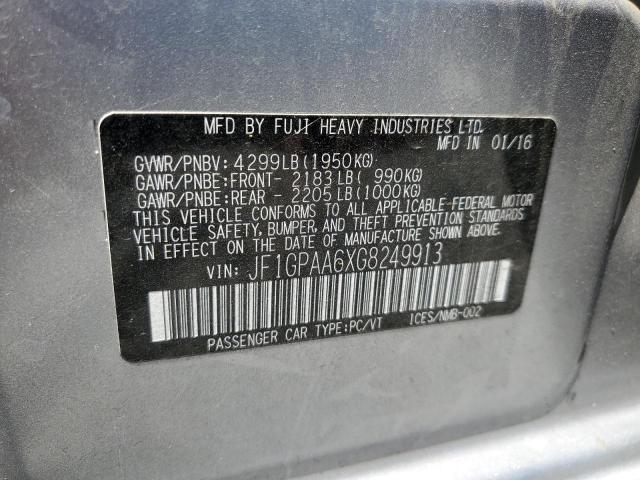 MFD BY FUJI HEAVY INDUSTRIES LTD.
MFD IN 01/16
GVWR/PNBV: 4299LB(1950KG)
GAWR/PNBE:FRONT- 2183LB( 990KG)
GAWR/PNBE:REAR - 2205LB(1000KG)
THIS VEHICLE CONFORMS TO ALL APPLICABLE-FEDERAL MOTOR
VEHICLE SAFETY, BUMPER, AND THEFT PREVENTION STANDARDS
IN EFFECT ON THE DATE OF MANUFACTURE SHOWN ABOVE.
VIN: JF1GPAA6XG8249913
PASSENGER CAR TYPE:PC/VT ICES/NMB-002